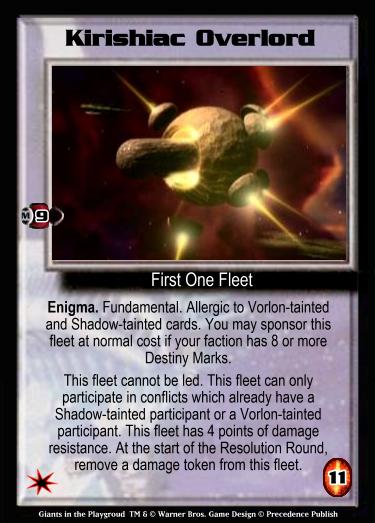 Kirishiac Overlord
M 9
First One Fleet
Enigma. Fundamental. Allergic to Vorlon-tainted
and Shadow-tainted cards. You may sponsor this
fleet at normal cost if your faction has 8 or more
Destiny Marks.
This fleet cannot be led. This fleet can only
participate in conflicts which already have a
Shadow-tainted participant or a Vorlon-tainted
participant. This fleet has 4 points of damage
resistance. At the start of the Resolution Round,
remove a damage token from this fleet.
11
Giants in the Playgroud TM & © Warner Bros. Game Design © Precedence Publish